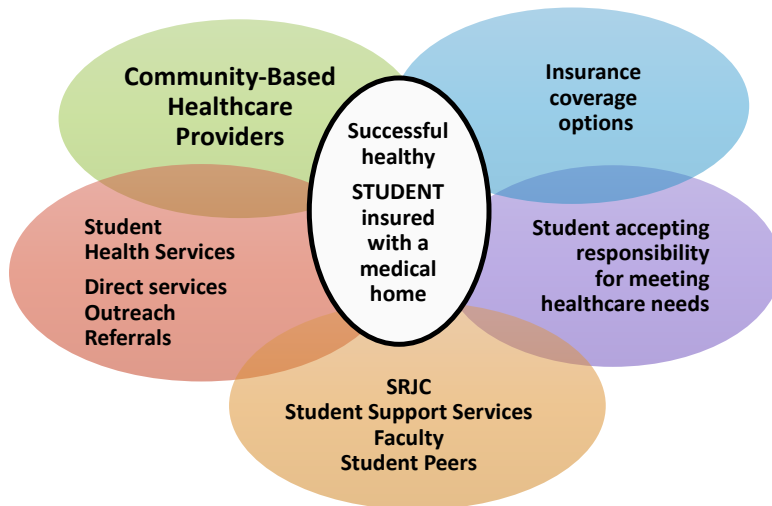 Community-Based
Healthcare
Providers
Insurance
coverage
options
Successful
healthy
STUDENT
insured
with a
medical
home
Student
Health Services
Direct services
Outreach
Referrals
Student accepting
responsibility
for meeting
healthcare needs
SRJC
Student Support Services
Faculty
Student Peers